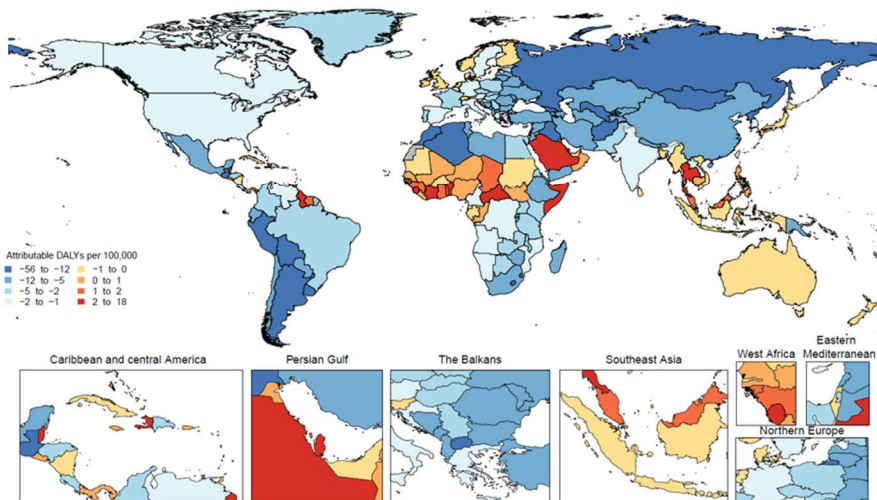 Attributable DALYs per 100,000
−56 to −12
−12 to −5
−5 to −2
−2 to −1
−1 to 0
0 to 1
1 to 2
2 to 18
Caribbean and central America
Persian Gulf
The Balkans
Southeast Asia
West Africa
Eastern
Mediterranean
Northern Europe